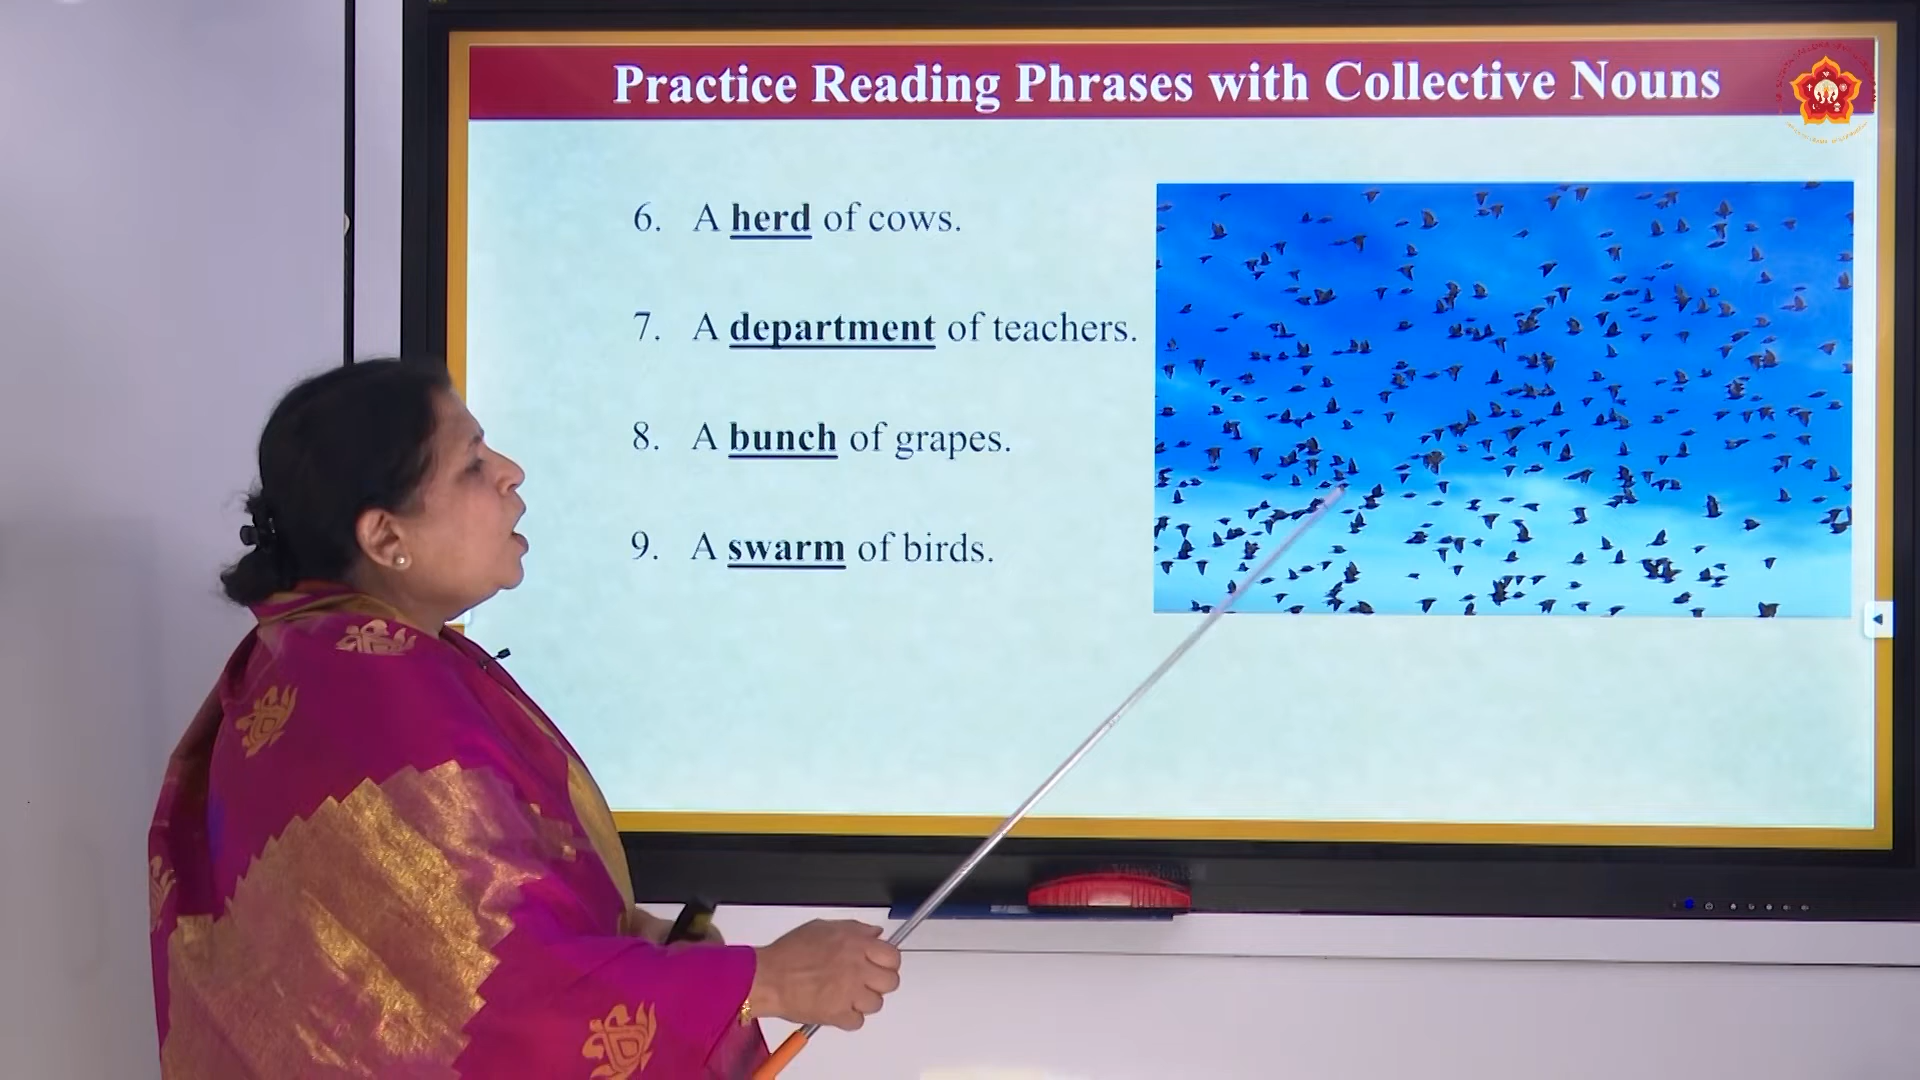 Practice Reading Phrases with Collective Nouns
6. A herd of cows.
7. A department of teachers.
8. A bunch of grapes.
9. A swarm of birds.
ViewSonic